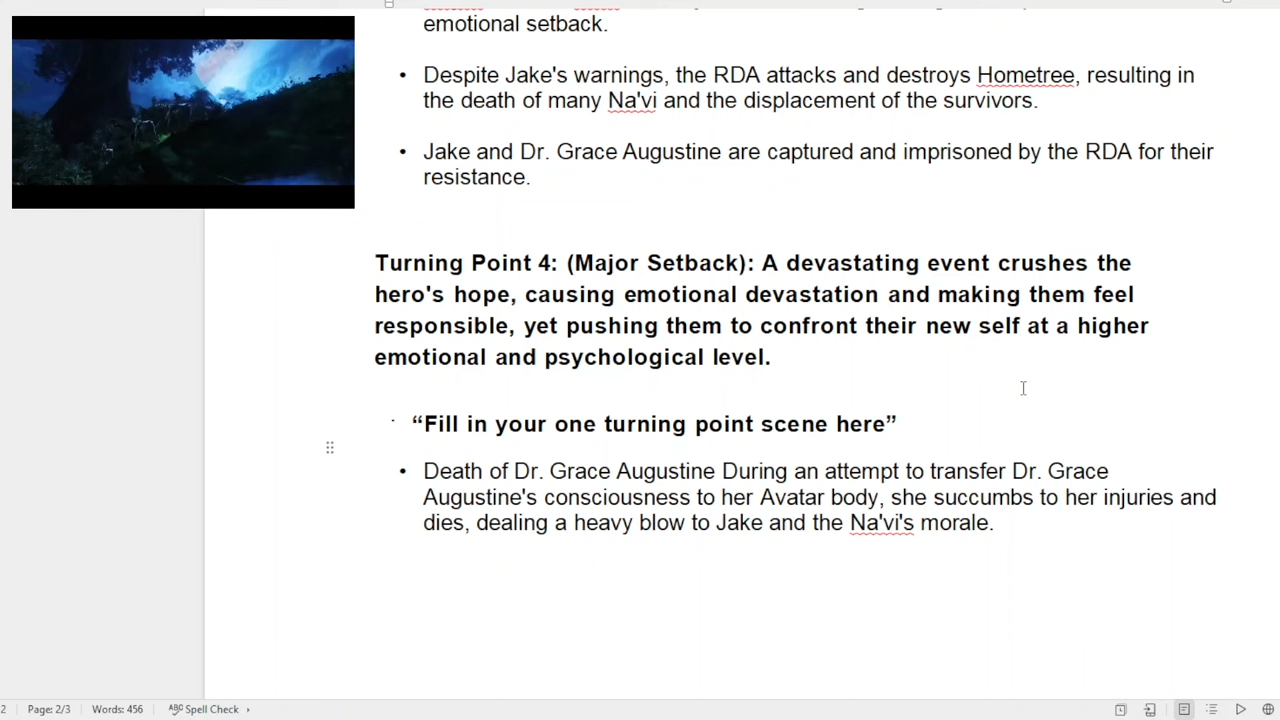 emotional setback.
• Despite Jake's warnings, the RDA attacks and destroys Hometree, resulting in
the death of many Na'vi and the displacement of the survivors.
• Jake and Dr. Grace Augustine are captured and imprisoned by the RDA for their
resistance.
Turning Point 4: (Major Setback): A devastating event crushes the
hero's hope, causing emotional devastation and making them feel
responsible, yet pushing them to confront their new self at a higher
emotional and psychological level.
· “Fill in your one turning point scene here”
• Death of Dr. Grace Augustine During an attempt to transfer Dr. Grace
Augustine's consciousness to her Avatar body, she succumbs to her injuries and
dies, dealing a heavy blow to Jake and the Na'vi's morale.
2 Page: 2/3 Words: 456 ABC Spell Check